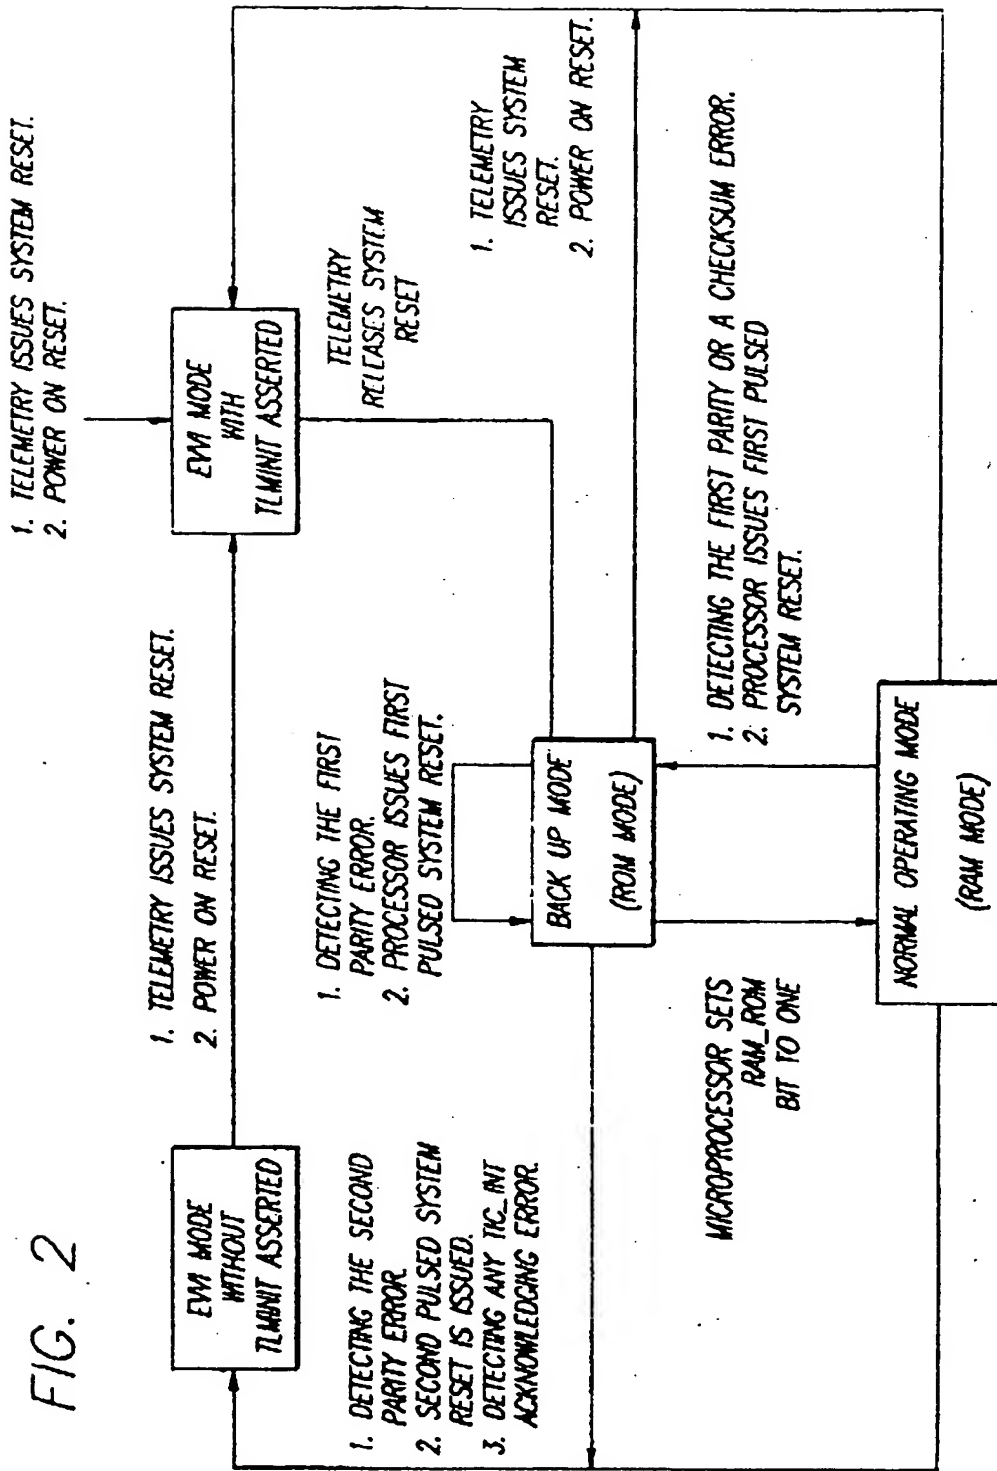 FIG. 2
EVVI MODE
WITHOUT
TLMINIT ASSERTED
1. TELEMETRY ISSUES SYSTEM RESET.
2. POWER ON RESET.
1. TELEMETRY ISSUES SYSTEM RESET.
2. POWER ON RESET.
EVVI MODE
WITH
TLMINIT ASSERTED
TELEMETRY
RELEASES SYSTEM
RESET
1. DETECTING THE SECOND
PARITY ERROR.
2. SECOND PULSED SYSTEM
RESET IS ISSUED.
3. DETECTING ANY TIC_INT
ACKNOWLEDGING ERROR.
1. DETECTING THE FIRST
PARITY ERROR.
2. PROCESSOR ISSUES FIRST
PULSED SYSTEM RESET.
1. TELEMETRY
ISSUES SYSTEM
RESET.
2. POWER ON RESET.
BACK UP MODE
(ROM MODE)
MICROPROCESSOR SETS
RAM_ROM
BIT TO ONE
1. DETECTING THE FIRST PARITY OR A CHECKSUM ERROR.
2. PROCESSOR ISSUES FIRST PULSED
SYSTEM RESET.
NORMAL OPERATING MODE
(RAM MODE)